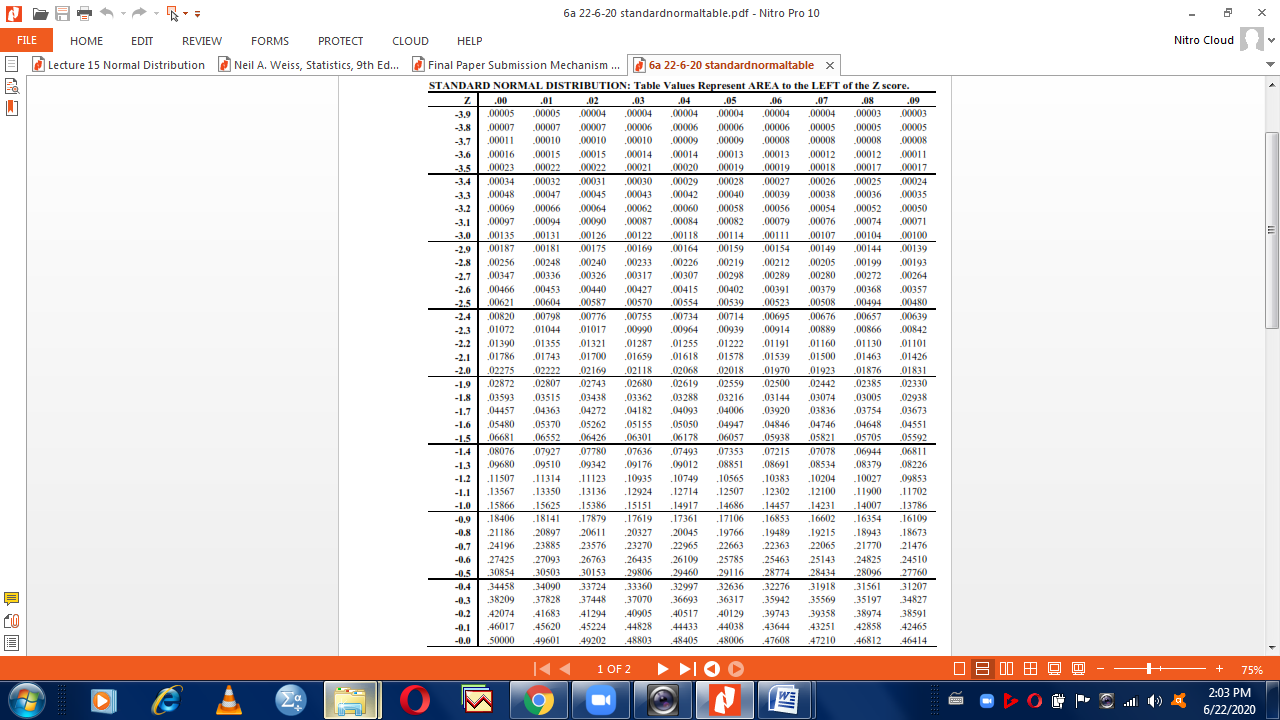 6a 22-6-20 standardnormaltable.pdf - Nitro Pro 10
FILE HOME EDIT REVIEW FORMS PROTECT CLOUD HELP Nitro Cloud
Lecture 15 Normal Distribution Neil A. Weiss, Statistics, 9th Ed... Final Paper Submission Mechanism ... 6a 22-6-20 standardnormaltable
STANDARD NORMAL DISTRIBUTION: Table Values Represent AREA to the LEFT of the Z score.
Z .00 .01 .02 .03 .04 .05 .06 .07 .08 .09
-3.9 .00005 .00005 .00004 .00004 .00004 .00004 .00004 .00004 .00003 .00003
-3.8 .00007 .00007 .00007 .00006 .00006 .00006 .00006 .00005 .00005 .00005
-3.7 .00011 .00010 .00010 .00010 .00009 .00009 .00008 .00008 .00008 .00008
-3.6 .00016 .00015 .00015 .00014 .00014 .00013 .00013 .00012 .00012 .00011
-3.5 .00023 .00022 .00022 .00021 .00020 .00019 .00019 .00018 .00017 .00017
-3.4 .00034 .00032 .00031 .00030 .00029 .00028 .00027 .00026 .00025 .00024
-3.3 .00048 .00047 .00045 .00043 .00042 .00040 .00039 .00038 .00036 .00035
-3.2 .00069 .00066 .00064 .00062 .00060 .00058 .00056 .00054 .00052 .00050
-3.1 .00097 .00094 .00090 .00087 .00084 .00082 .00079 .00076 .00074 .00071
-3.0 .00135 .00131 .00126 .00122 .00118 .00114 .00111 .00107 .00104 .00100
-2.9 .00187 .00181 .00175 .00169 .00164 .00159 .00154 .00149 .00144 .00139
-2.8 .00256 .00248 .00240 .00233 .00226 .00219 .00212 .00205 .00199 .00193
-2.7 .00347 .00336 .00326 .00317 .00307 .00298 .00289 .00280 .00272 .00264
-2.6 .00466 .00453 .00440 .00427 .00415 .00402 .00391 .00379 .00368 .00357
-2.5 .00621 .00604 .00587 .00570 .00554 .00539 .00523 .00508 .00494 .00480
-2.4 .00820 .00798 .00776 .00755 .00734 .00714 .00695 .00676 .00657 .00639
-2.3 .01072 .01044 .01017 .00990 .00964 .00939 .00914 .00889 .00866 .00842
-2.2 .01390 .01355 .01321 .01287 .01255 .01222 .01191 .01160 .01130 .01101
-2.1 .01786 .01743 .01700 .01659 .01618 .01578 .01539 .01500 .01463 .01426
-2.0 .02275 .02222 .02169 .02118 .02068 .02018 .01970 .01923 .01876 .01831
-1.9 .02872 .02807 .02743 .02680 .02619 .02559 .02500 .02442 .02385 .02330
-1.8 .03593 .03515 .03438 .03362 .03288 .03216 .03144 .03074 .03005 .02938
-1.7 .04457 .04363 .04272 .04182 .04093 .04006 .03920 .03836 .03754 .03673
-1.6 .05480 .05370 .05262 .05155 .05050 .04947 .04846 .04746 .04648 .04551
-1.5 .06681 .06552 .06426 .06301 .06178 .06057 .05938 .05821 .05705 .05592
-1.4 .08076 .07927 .07780 .07636 .07493 .07353 .07215 .07078 .06944 .06811
-1.3 .09680 .09510 .09342 .09176 .09012 .08851 .08691 .08534 .08379 .08226
-1.2 .11507 .11314 .11123 .10935 .10749 .10565 .10383 .10204 .10027 .09853
-1.1 .13567 .13350 .13136 .12924 .12714 .12507 .12302 .12100 .11900 .11702
-1.0 .15866 .15625 .15386 .15151 .14917 .14686 .14457 .14231 .14007 .13786
-0.9 .18406 .18141 .17879 .17619 .17361 .17106 .16853 .16602 .16354 .16109
-0.8 .21186 .20897 .20611 .20327 .20045 .19766 .19489 .19215 .18943 .18673
-0.7 .24196 .23885 .23576 .23270 .22965 .22663 .22363 .22065 .21770 .21476
-0.6 .27425 .27093 .26763 .26435 .26109 .25785 .25463 .25143 .24825 .24510
-0.5 .30854 .30503 .30153 .29806 .29460 .29116 .28774 .28434 .28096 .27760
-0.4 .34458 .34090 .33724 .33360 .32997 .32636 .32276 .31918 .31561 .31207
-0.3 .38209 .37828 .37448 .37070 .36693 .36317 .35942 .35569 .35197 .34827
-0.2 .42074 .41683 .41294 .40905 .40517 .40129 .39743 .39358 .38974 .38591
-0.1 .46017 .45620 .45224 .44828 .44433 .44038 .43644 .43251 .42858 .42465
-0.0 .50000 .49601 .49202 .48803 .48405 .48006 .47608 .47210 .46812 .46414
1 OF 2 75%
2:03 PM
6/22/2020